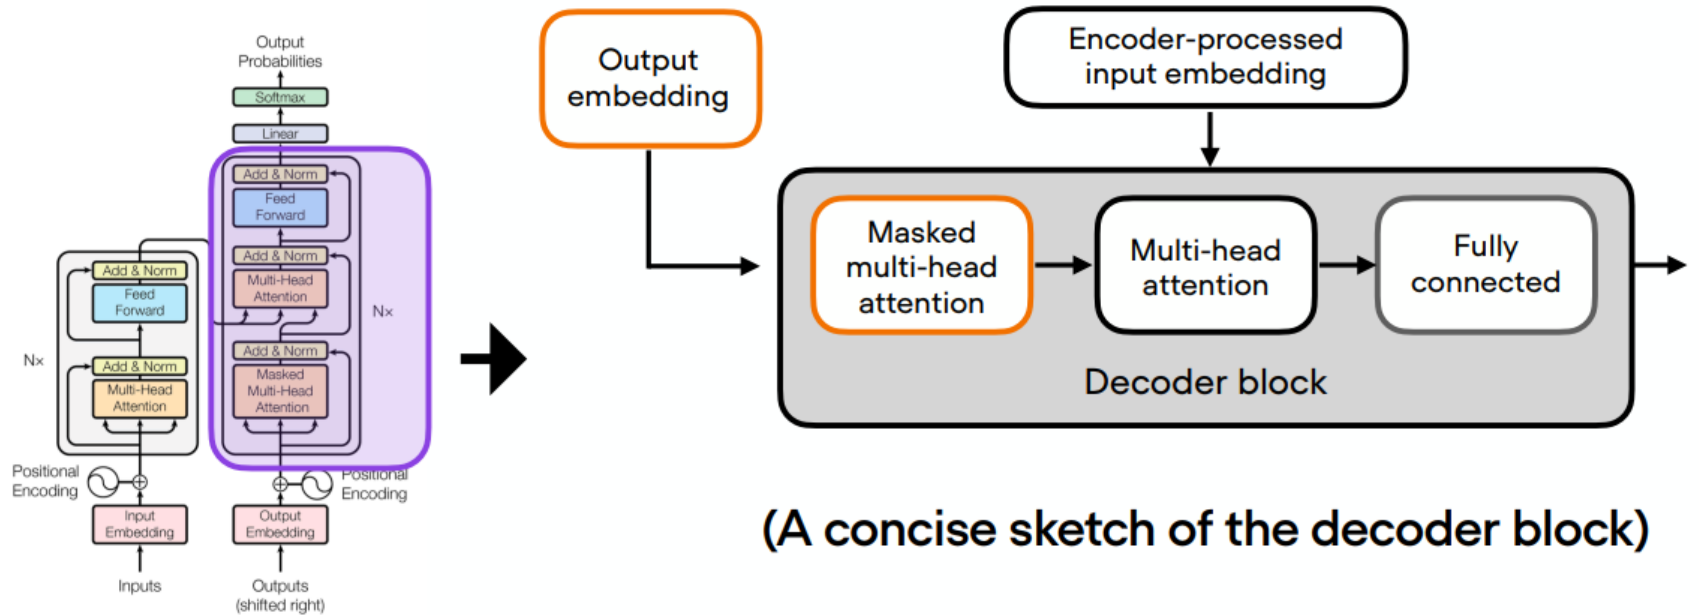 Output
Probabilities
Softmax
Linear
Add & Norm
Feed
Forward
Add & Norm
Multi-Head
Attention
Nx
Add & Norm
Masked
Multi-Head
Attention
Add & Norm
Feed
Forward
Nx
Add & Norm
Multi-Head
Attention
Positional
Encoding
Positional
Encoding
Input
Embedding
Output
Embedding
Inputs
Outputs
(shifted right)
Output
embedding
Encoder-processed
input embedding
Masked
multi-head
attention
Multi-head
attention
Fully
connected
Decoder block
(A concise sketch of the decoder block)